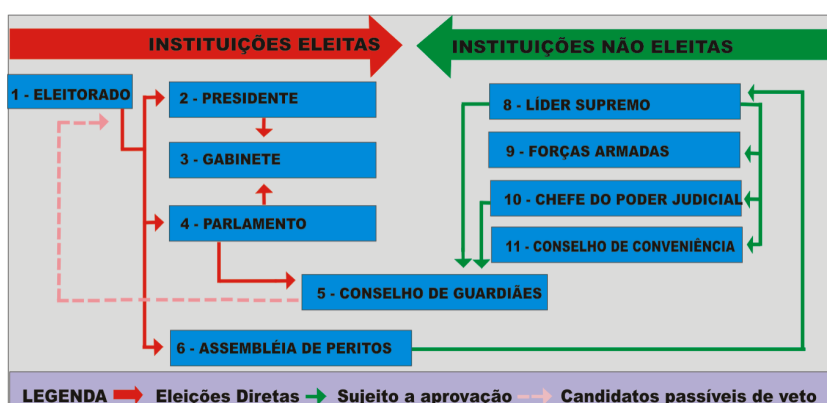 INSTITUIÇÕES ELEITAS
INSTITUIÇÕES NÃO ELEITAS
1 - ELEITORADO
2 - PRESIDENTE
3 - GABINETE
4 - PARLAMENTO
5 - CONSELHO DE GUARDIÃES
6 - ASSEMBLÉIA DE PERITOS
8 - LÍDER SUPREMO
9 - FORÇAS ARMADAS
10 - CHEFE DO PODER JUDICIAL
11 - CONSELHO DE CONVENIÊNCIA
LEGENDA Eleições Diretas Sujeito a aprovação Candidatos passíveis de veto